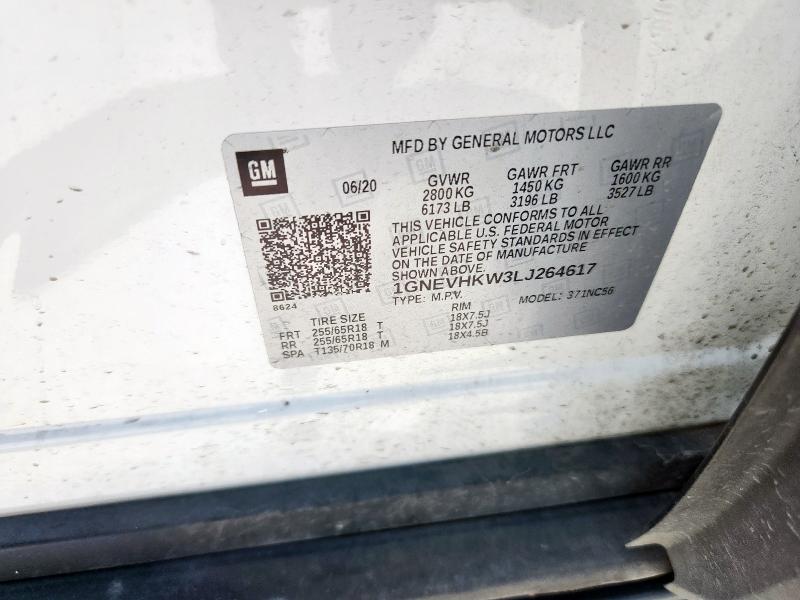 MFD BY GENERAL MOTORS LLC
GM
06/20
GVWR GAWR FRT GAWR RR
2800 KG 1450 KG 1600 KG
6173 LB 3196 LB 3527 LB
THIS VEHICLE CONFORMS TO ALL
APPLICABLE U.S. FEDERAL MOTOR
VEHICLE SAFETY STANDARDS IN EFFECT
ON THE DATE OF MANUFACTURE
SHOWN ABOVE.
1GNEVHKW3LJ264617
8624
TYPE: M.P.V. MODEL: 371NC56
TIRE SIZE RIM
FRT 255/65R18 T 18X7.5J
RR 255/65R18 T 18X7.5J
SPA T135/70R18 M 18X4.5B